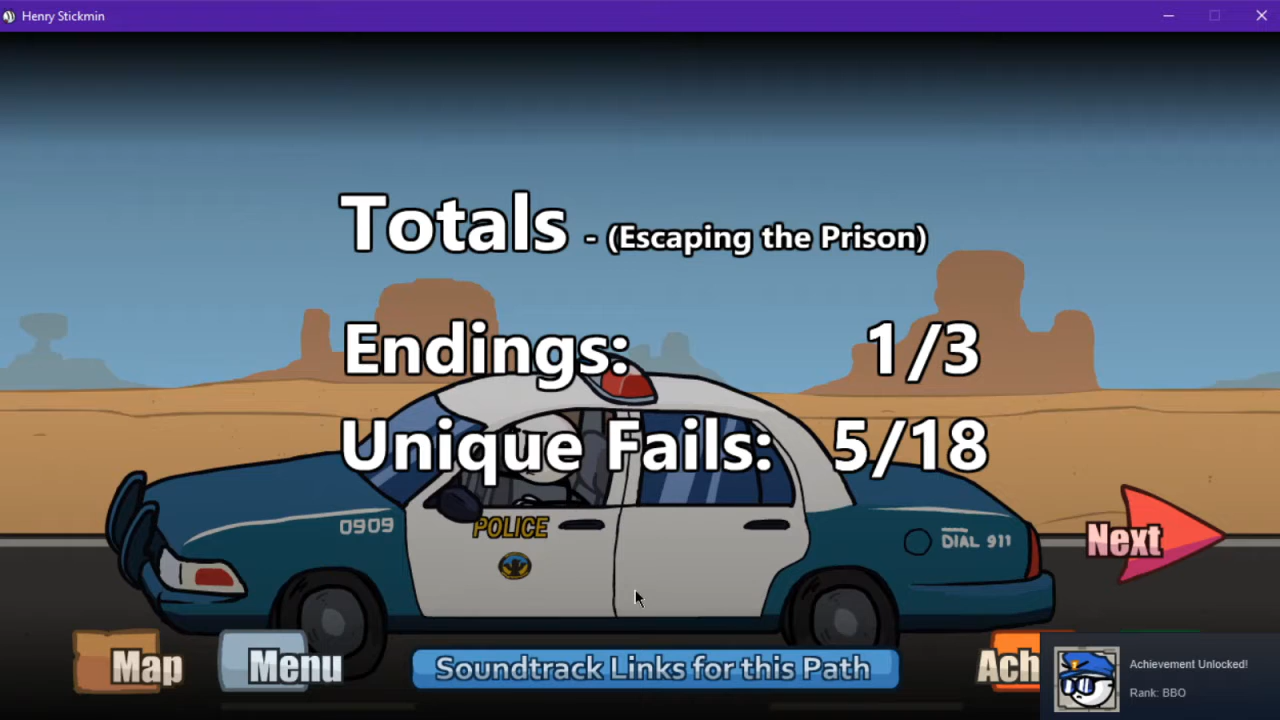 Henry Stickmin
Totals - (Escaping the Prison)
Endings: 1/3
Unique Fails: 5/18
0909
POLICE
DIAL 911
Next
Map
Menu
Soundtrack Links for this Path
Ach
Achievement Unlocked!
Rank: BBO